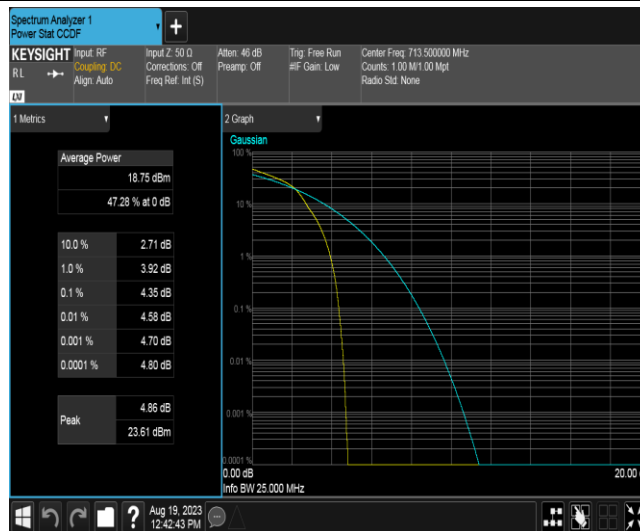 Spectrum Analyzer 1
Power Stat CCDF
+
KEYSIGHT
RL
LXI
Input: RF
Coupling: DC
Align: Auto
Input Z: 50 Ω
Corrections: Off
Freq Ref: Int (S)
Atten: 46 dB
Preamp: Off
Trig: Free Run
#IF Gain: Low
Center Freq: 713.500000 MHz
Counts: 1.00 M/1.00 Mpt
Radio Std: None
1 Metrics
Average Power
18.75 dBm
47.28 % at 0 dB
10.0 % 2.71 dB
1.0 % 3.92 dB
0.1 % 4.35 dB
0.01 % 4.58 dB
0.001 % 4.70 dB
0.0001 % 4.80 dB
Peak
4.86 dB
23.61 dBm
2 Graph
Gaussian
100 %
10 %
1 %
0.1 %
0.01 %
0.001 %
0.0001 %
0.00 dB
20.00
Info BW 25.000 MHz
?
Aug 19, 2023
12:42:43 PM